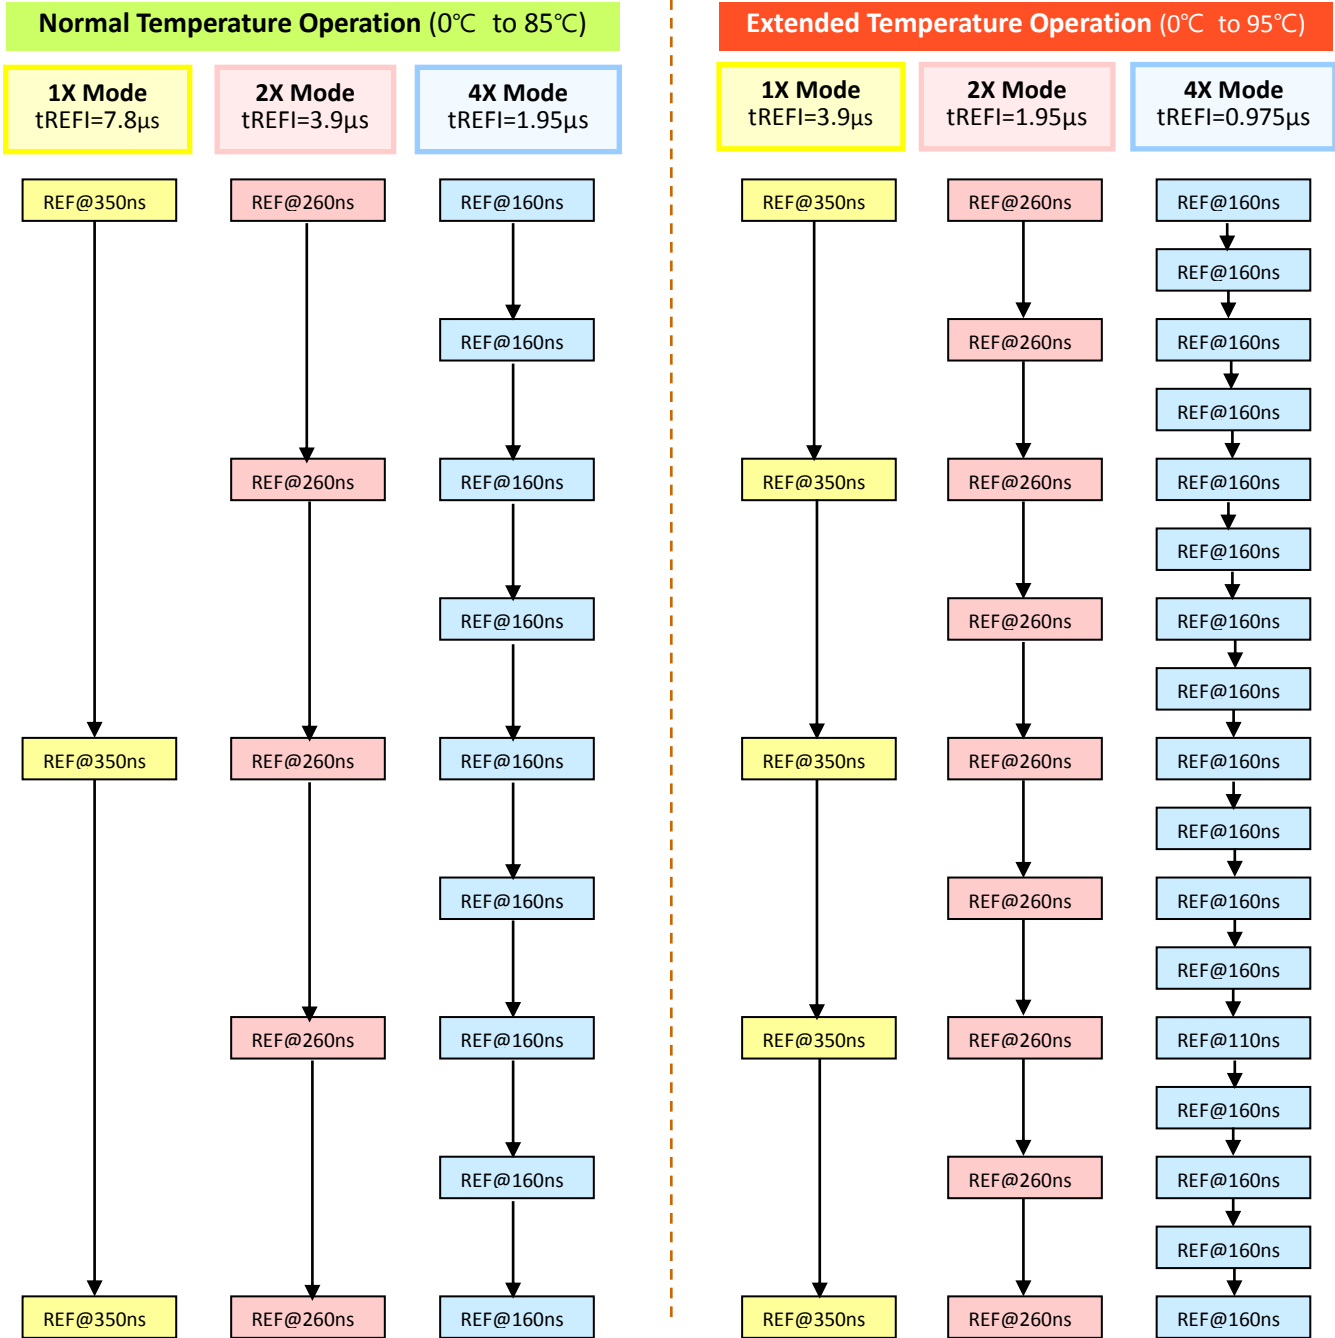 Normal Temperature Operation (0℃ to 85℃)
Extended Temperature Operation (0℃ to 95℃)
1X Mode
tREFI=7.8µs
2X Mode
tREFI=3.9µs
4X Mode
tREFI=1.95µs
1X Mode
tREFI=3.9µs
2X Mode
tREFI=1.95µs
4X Mode
tREFI=0.975µs
REF@350ns
REF@260ns
REF@160ns
REF@350ns
REF@260ns
REF@160ns
REF@160ns
REF@160ns
REF@260ns
REF@160ns
REF@160ns
REF@260ns
REF@160ns
REF@350ns
REF@260ns
REF@160ns
REF@160ns
REF@160ns
REF@260ns
REF@160ns
REF@160ns
REF@350ns
REF@260ns
REF@160ns
REF@350ns
REF@260ns
REF@160ns
REF@160ns
REF@160ns
REF@260ns
REF@160ns
REF@160ns
REF@260ns
REF@160ns
REF@350ns
REF@260ns
REF@110ns
REF@160ns
REF@160ns
REF@260ns
REF@160ns
REF@160ns
REF@350ns
REF@260ns
REF@160ns
REF@350ns
REF@260ns
REF@160ns